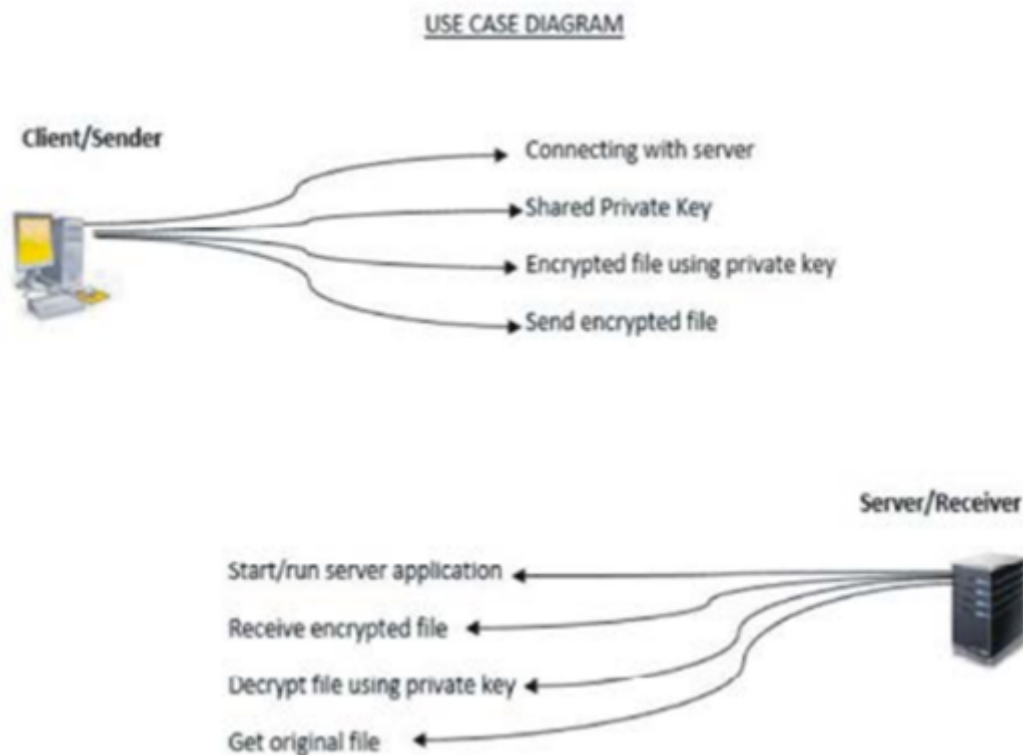 USE CASE DIAGRAM
Client/Sender
Connecting with server
Shared Private Key
Encrypted file using private key
Send encrypted file
Server/Receiver
Start/run server application
Receive encrypted file
Decrypt file using private key
Get original file